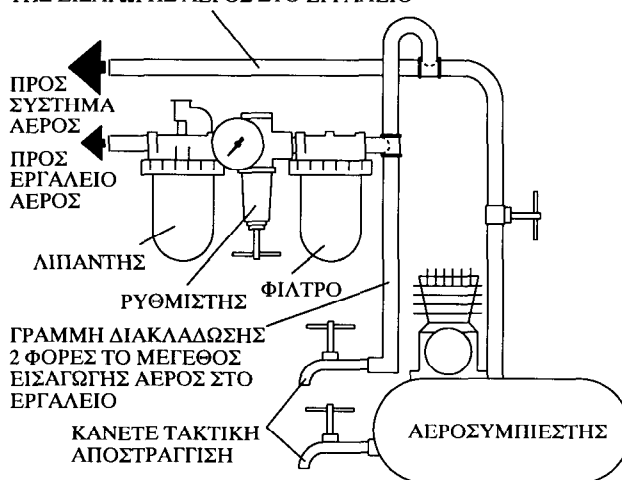 ΤΗΣ ΕΙΣΑΓΩΓΗΣ ΑΕΡΟΣ ΣΤΟ ΕΡΓΑΛΕΙΟ
ΠΡΟΣ
ΣΥΣΤΗΜΑ
ΑΕΡΟΣ
ΠΡΟΣ
ΕΡΓΑΛΕΙΟ
ΑΕΡΟΣ
ΛΙΠΑΝΤΗΣ
ΡΥΘΜΙΣΤΗΣ
ΦΙΛΤΡΟ
ΓΡΑΜΜΗ ΔΙΑΚΛΑΔΩΣΗΣ
2 ΦΟΡΕΣ ΤΟ ΜΕΓΕΘΟΣ
ΕΙΣΑΓΩΓΗΣ ΑΕΡΟΣ ΣΤΟ
ΕΡΓΑΛΕΙΟ
ΚΑΝΕΤΕ ΤΑΚΤΙΚΗ
ΑΠΟΣΤΡΑΓΓΙΣΗ
ΑΕΡΟΣΥΜΠΙΕΣΤΗΣ